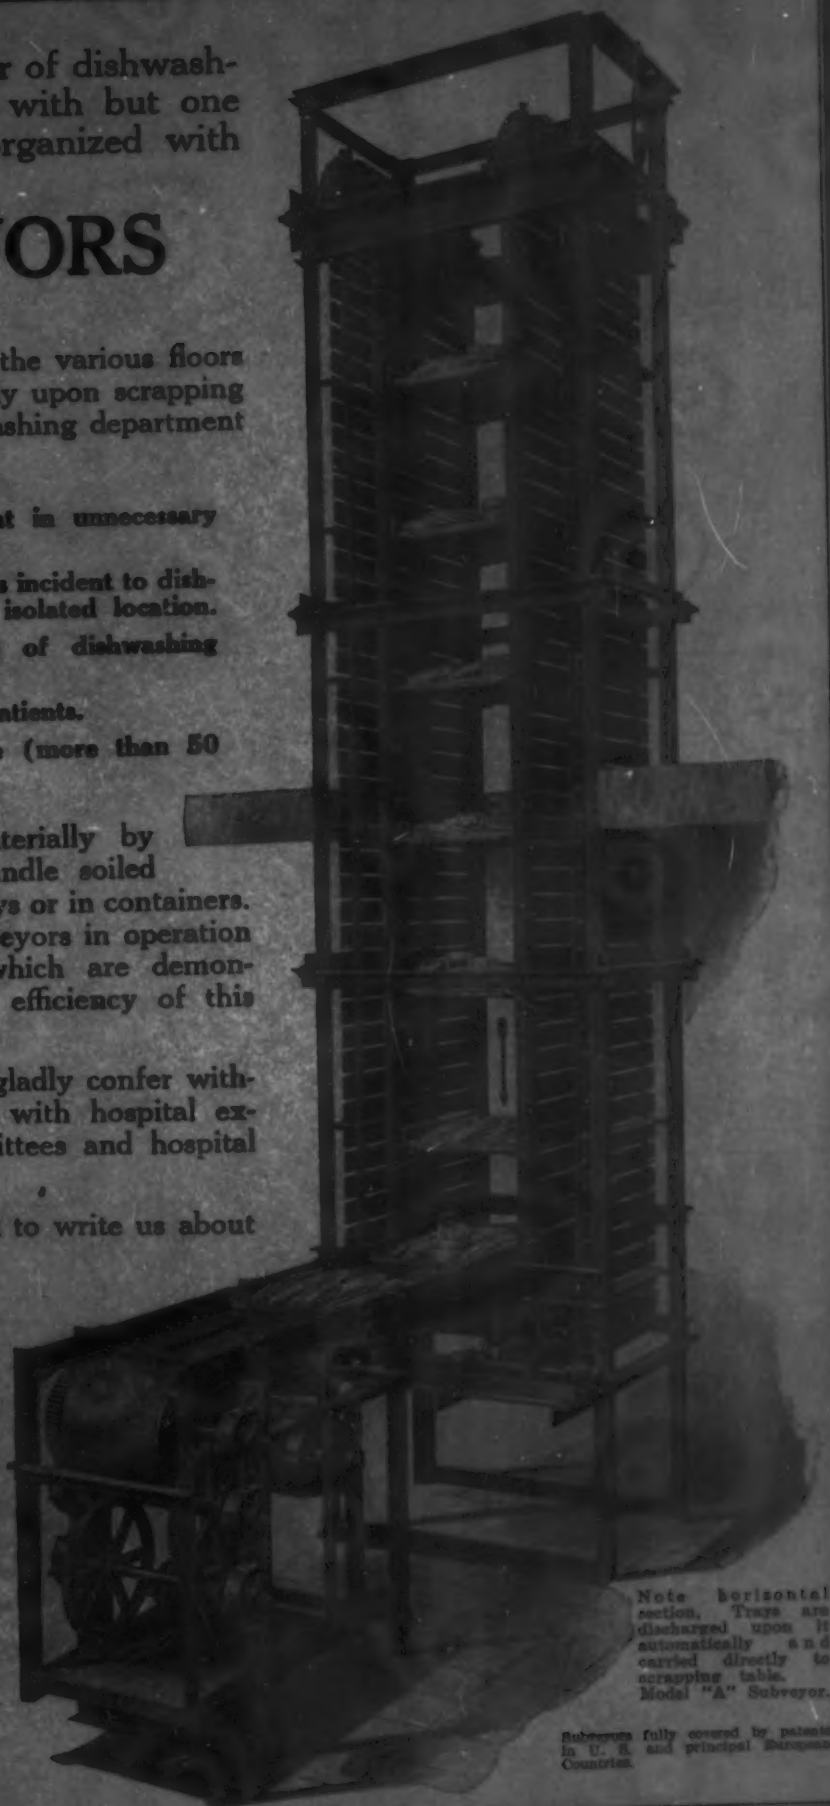 r of dishwash-
with but one
rganized with
ORS
the various floors
y upon scrapping
shing department
t in unnecessary
s incident to dish-
isolated location.
of dishwashing
atients.
(more than 50
terially by
ndle soiled
ys or in containers.
eyors in operation
which are demon-
efficiency of this
gladly confer with-
with hospital ex-
ittees and hospital
to write us about
Note horizontal
section. Trays are
discharged upon it
automatically and
carried directly to
scrapping table.
Model "A" Subveyor.
Subveyors fully covered by patents
in U. S. and principal European
Countries.